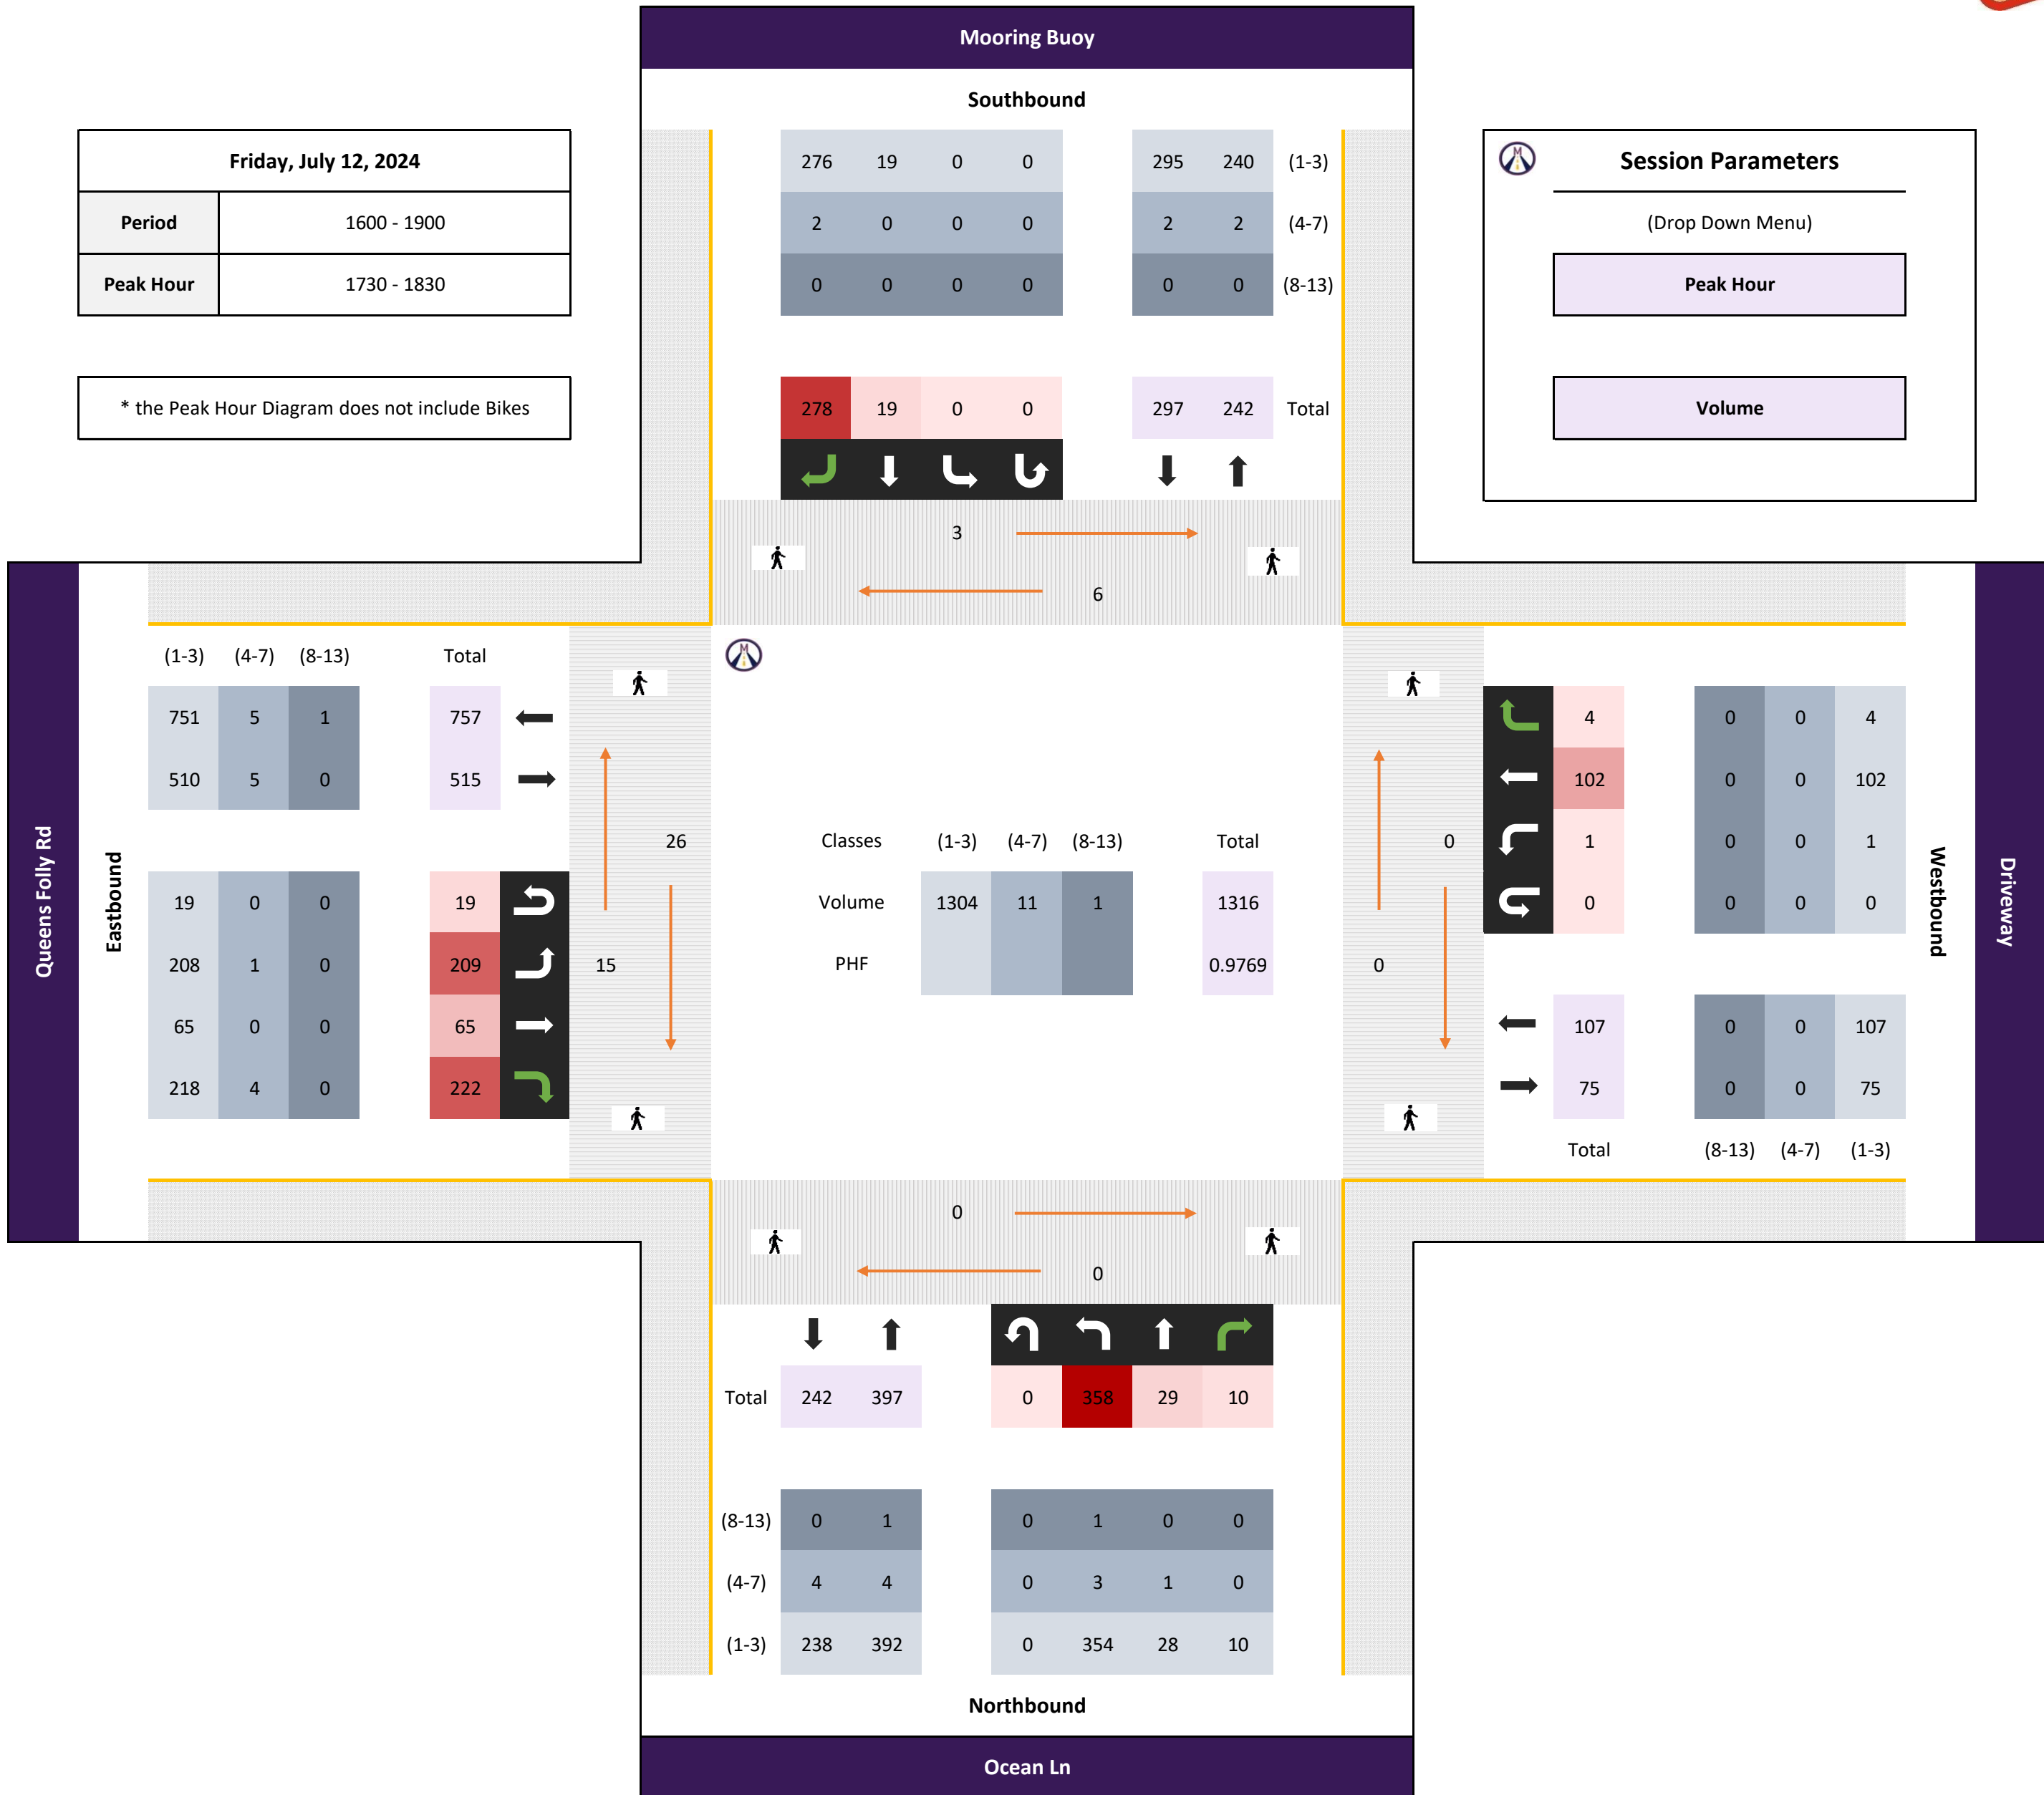 Mooring Buoy
Southbound
Friday, July 12, 2024
Period 1600 - 1900
Peak Hour 1730 - 1830
* the Peak Hour Diagram does not include Bikes
276 19 0 0 295 240 (1-3)
2 0 0 0 2 2 (4-7)
0 0 0 0 0 0 (8-13)
278 19 0 0 297 242 Total
M
Session Parameters
(Drop Down Menu)
Peak Hour
Volume
3
6
Queens Folly Rd
Eastbound
(1-3) (4-7) (8-13) Total
751 5 1 757
510 5 0 515
19 0 0 19
208 1 0 209
65 0 0 65
218 4 0 222
26
15
M
Classes (1-3) (4-7) (8-13) Total
Volume 1304 11 1 1316
PHF 0.9769
0
0
4 0 0 4
102 0 0 102
1 0 0 1
0 0 0 0
107 0 0 107
75 0 0 75
Total (8-13) (4-7) (1-3)
Westbound
Driveway
0
0
Total 242 397 0 358 29 10
(8-13) 0 1 0 1 0 0
(4-7) 4 4 0 3 1 0
(1-3) 238 392 0 354 28 10
Northbound
Ocean Ln